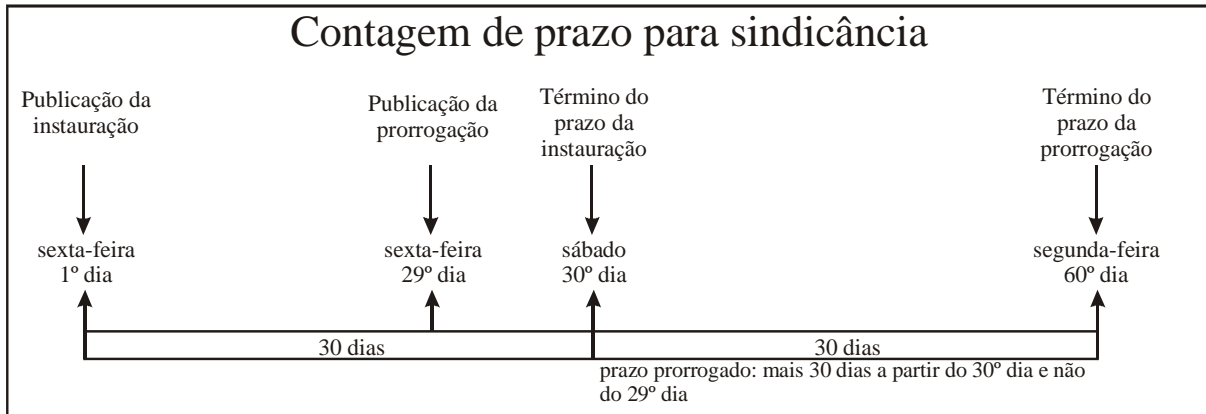 Contagem de prazo para sindicância
Publicação da
instauração
Publicação da
prorrogação
Término do
prazo da
instauração
Término do
prazo da
prorrogação
sexta-feira
1º dia
sexta-feira
29º dia
sábado
30º dia
segunda-feira
60º dia
30 dias
30 dias
prazo prorrogado: mais 30 dias a partir do 30º dia e não
do 29º dia